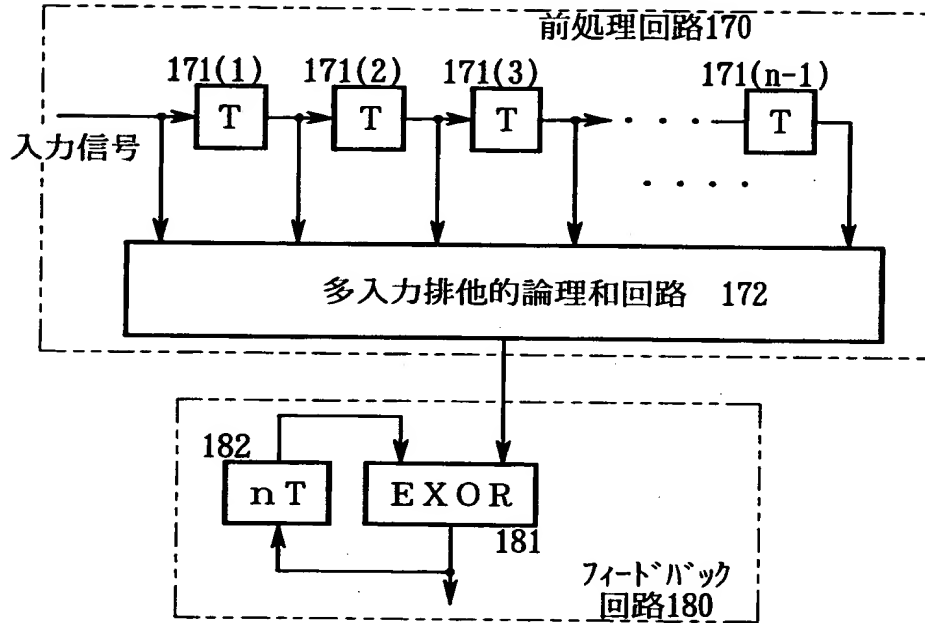 前処理回路170
171(1) 171(2) 171(3) 171(n-1)
T T T ・・・・ T
入力信号
・・・・
多入力排他的論理和回路 172
182
nT EXOR
181
フィードバック
回路180